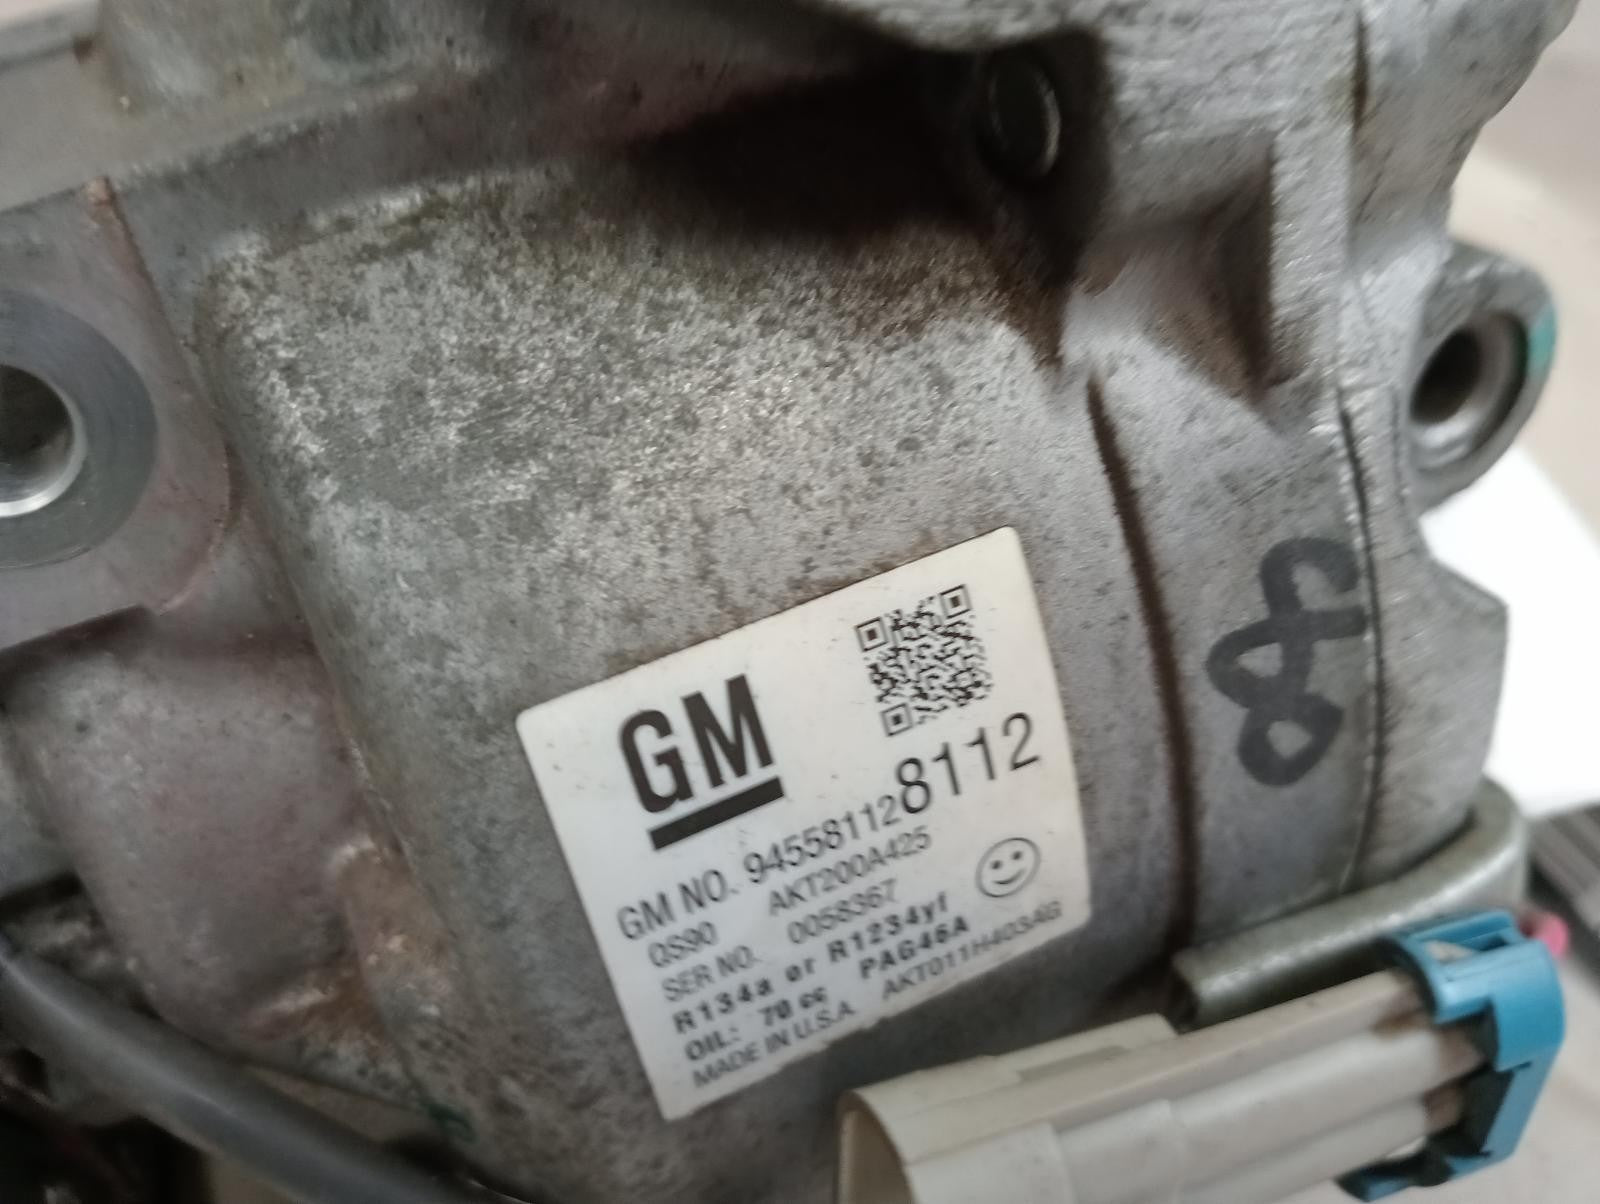 GM
GM NO. 94558112 8112
QS90 AKT200A425
SER NO. 0058367
R134a or R1234yf
OIL: 70 cc PAG46A
MADE IN U.S.A. AKT011H403AG